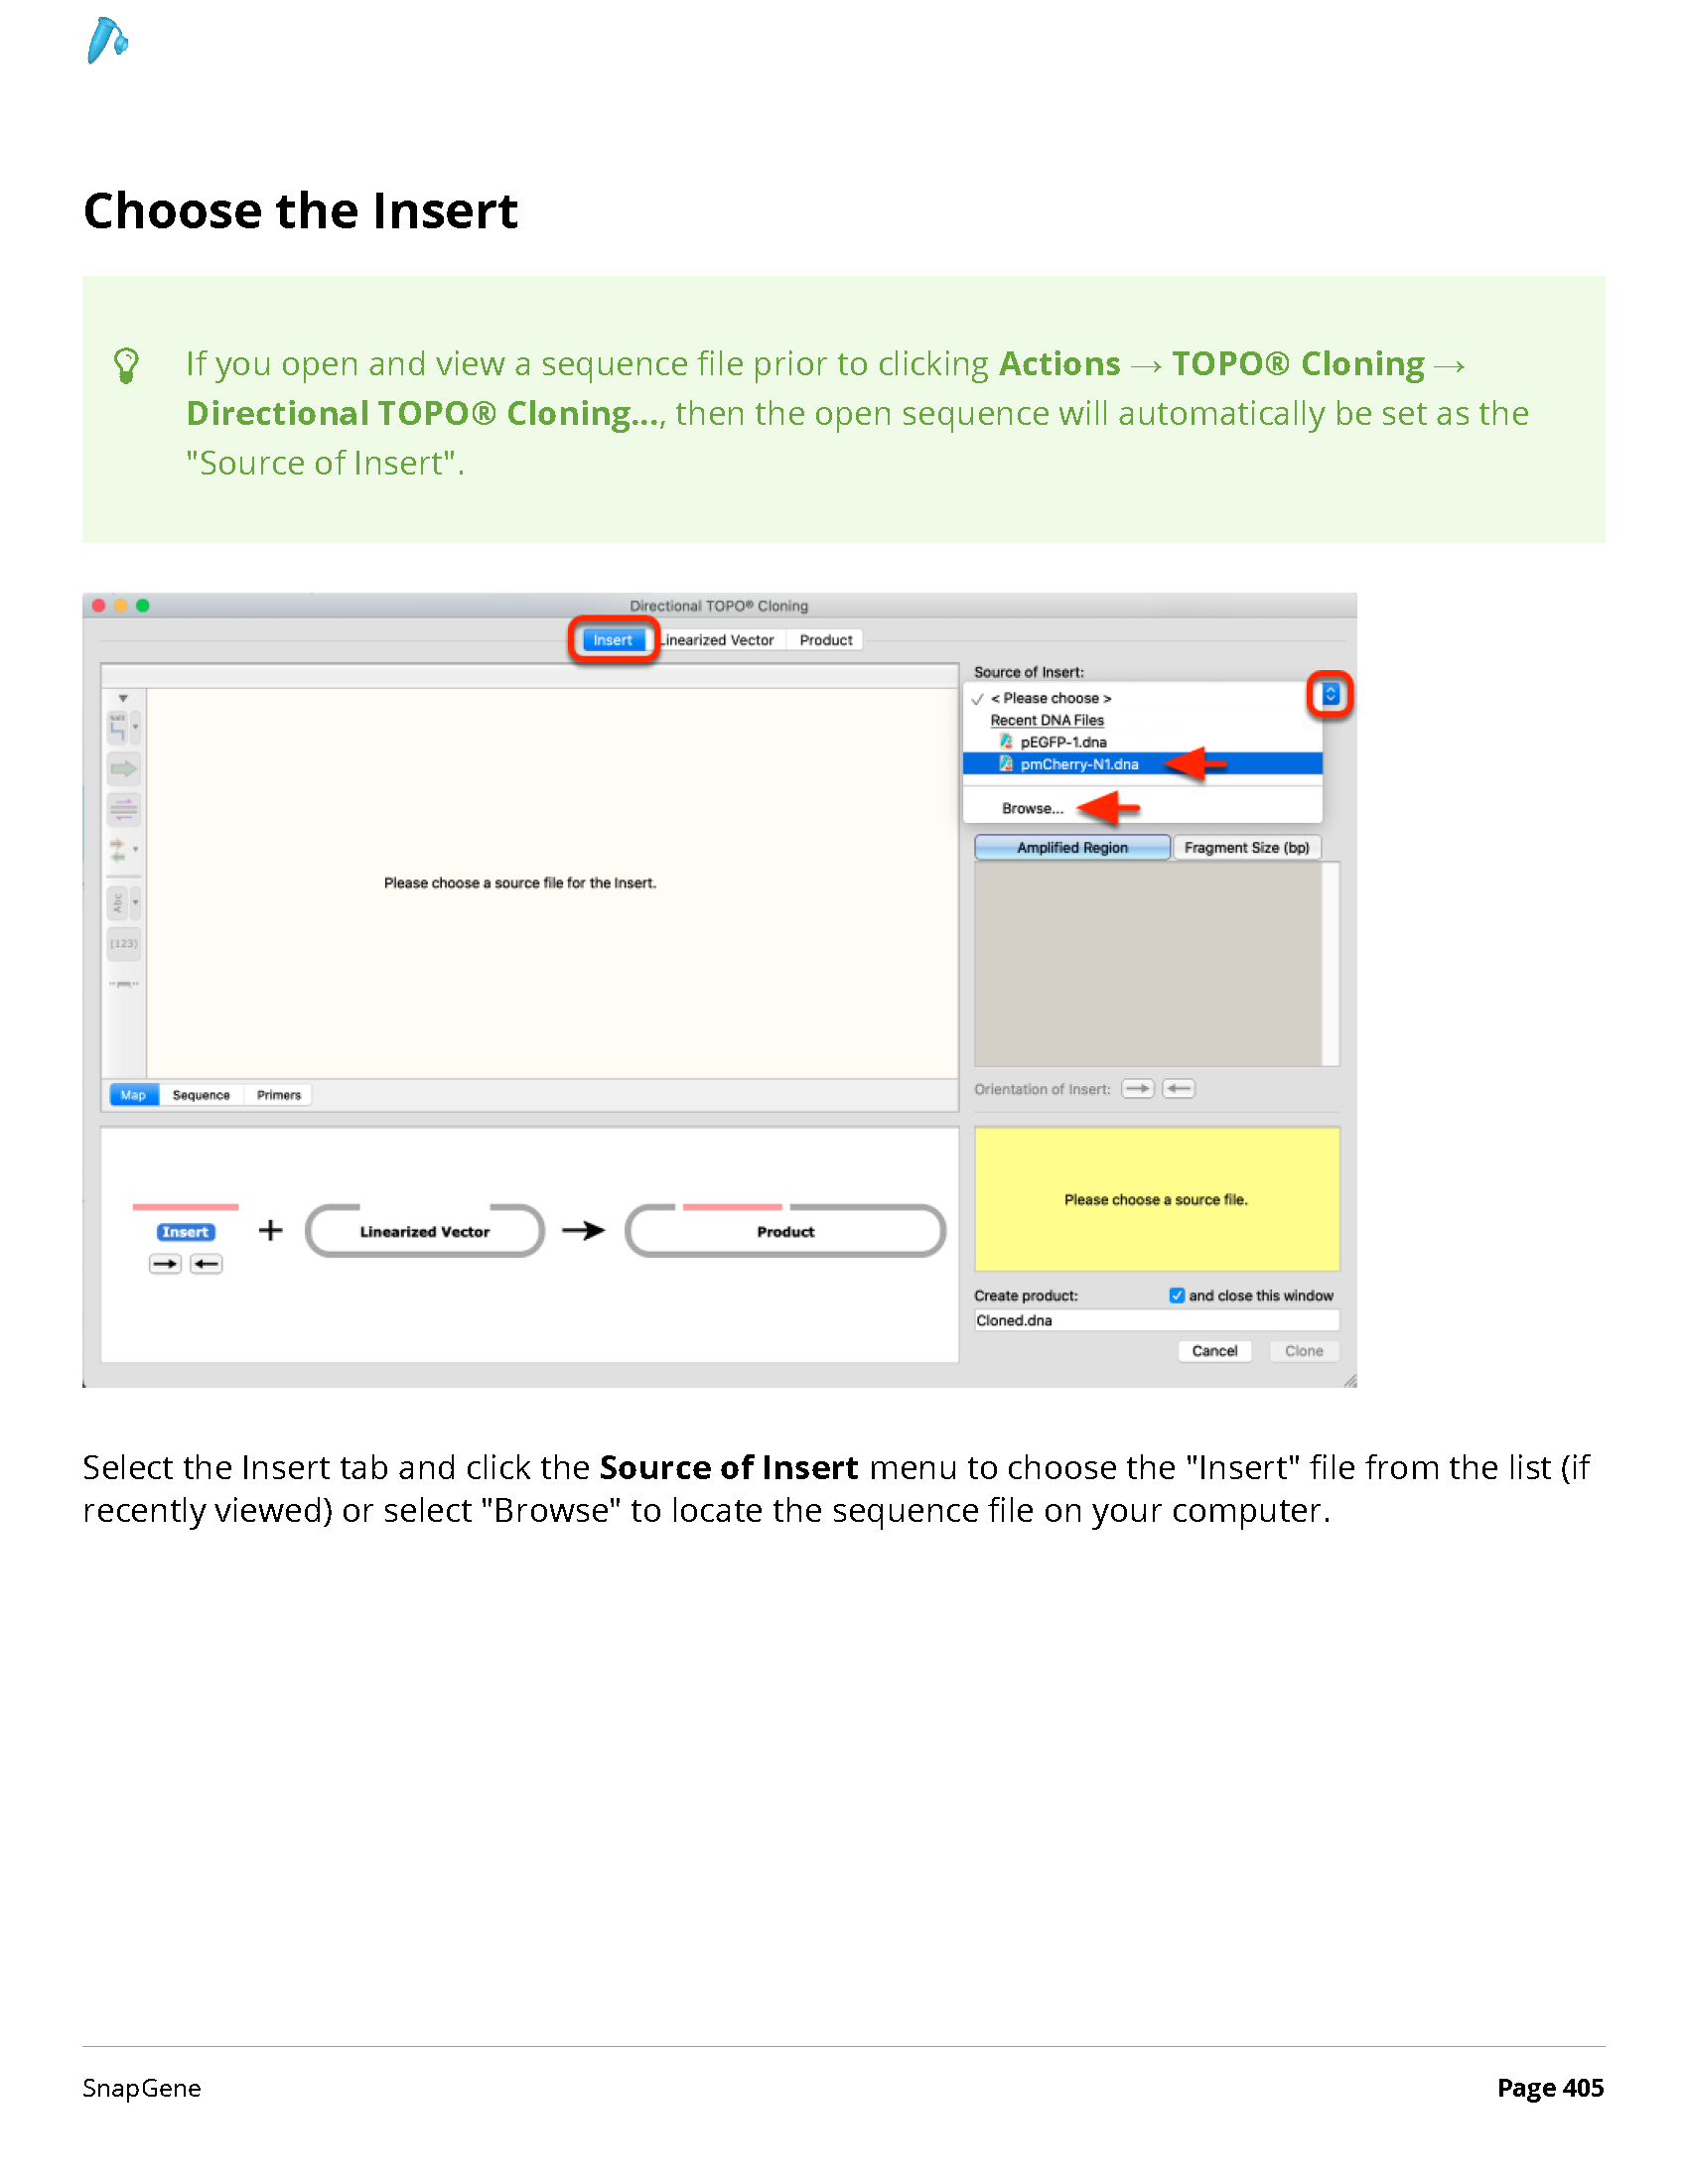 Choose the Insert
If you open and view a sequence file prior to clicking Actions → TOPO® Cloning →
Directional TOPO® Cloning..., then the open sequence will automatically be set as the
"Source of Insert".
Directional TOPO® Cloning
Insert Linearized Vector Product
Source of Insert:
< Please choose >
Recent DNA Files
pEGFP-1.dna
pmCherry-N1.dna
Browse...
Amplified Region Fragment Size (bp)
Abc
(123)
Please choose a source file for the Insert.
Orientation of Insert:
Map Sequence Primers
Insert + Linearized Vector → Product
Please choose a source file.
Create product: and close this window
Cloned.dna
Cancel Clone
Select the Insert tab and click the Source of Insert menu to choose the "Insert" file from the list (if
recently viewed) or select "Browse" to locate the sequence file on your computer.
SnapGene Page 405